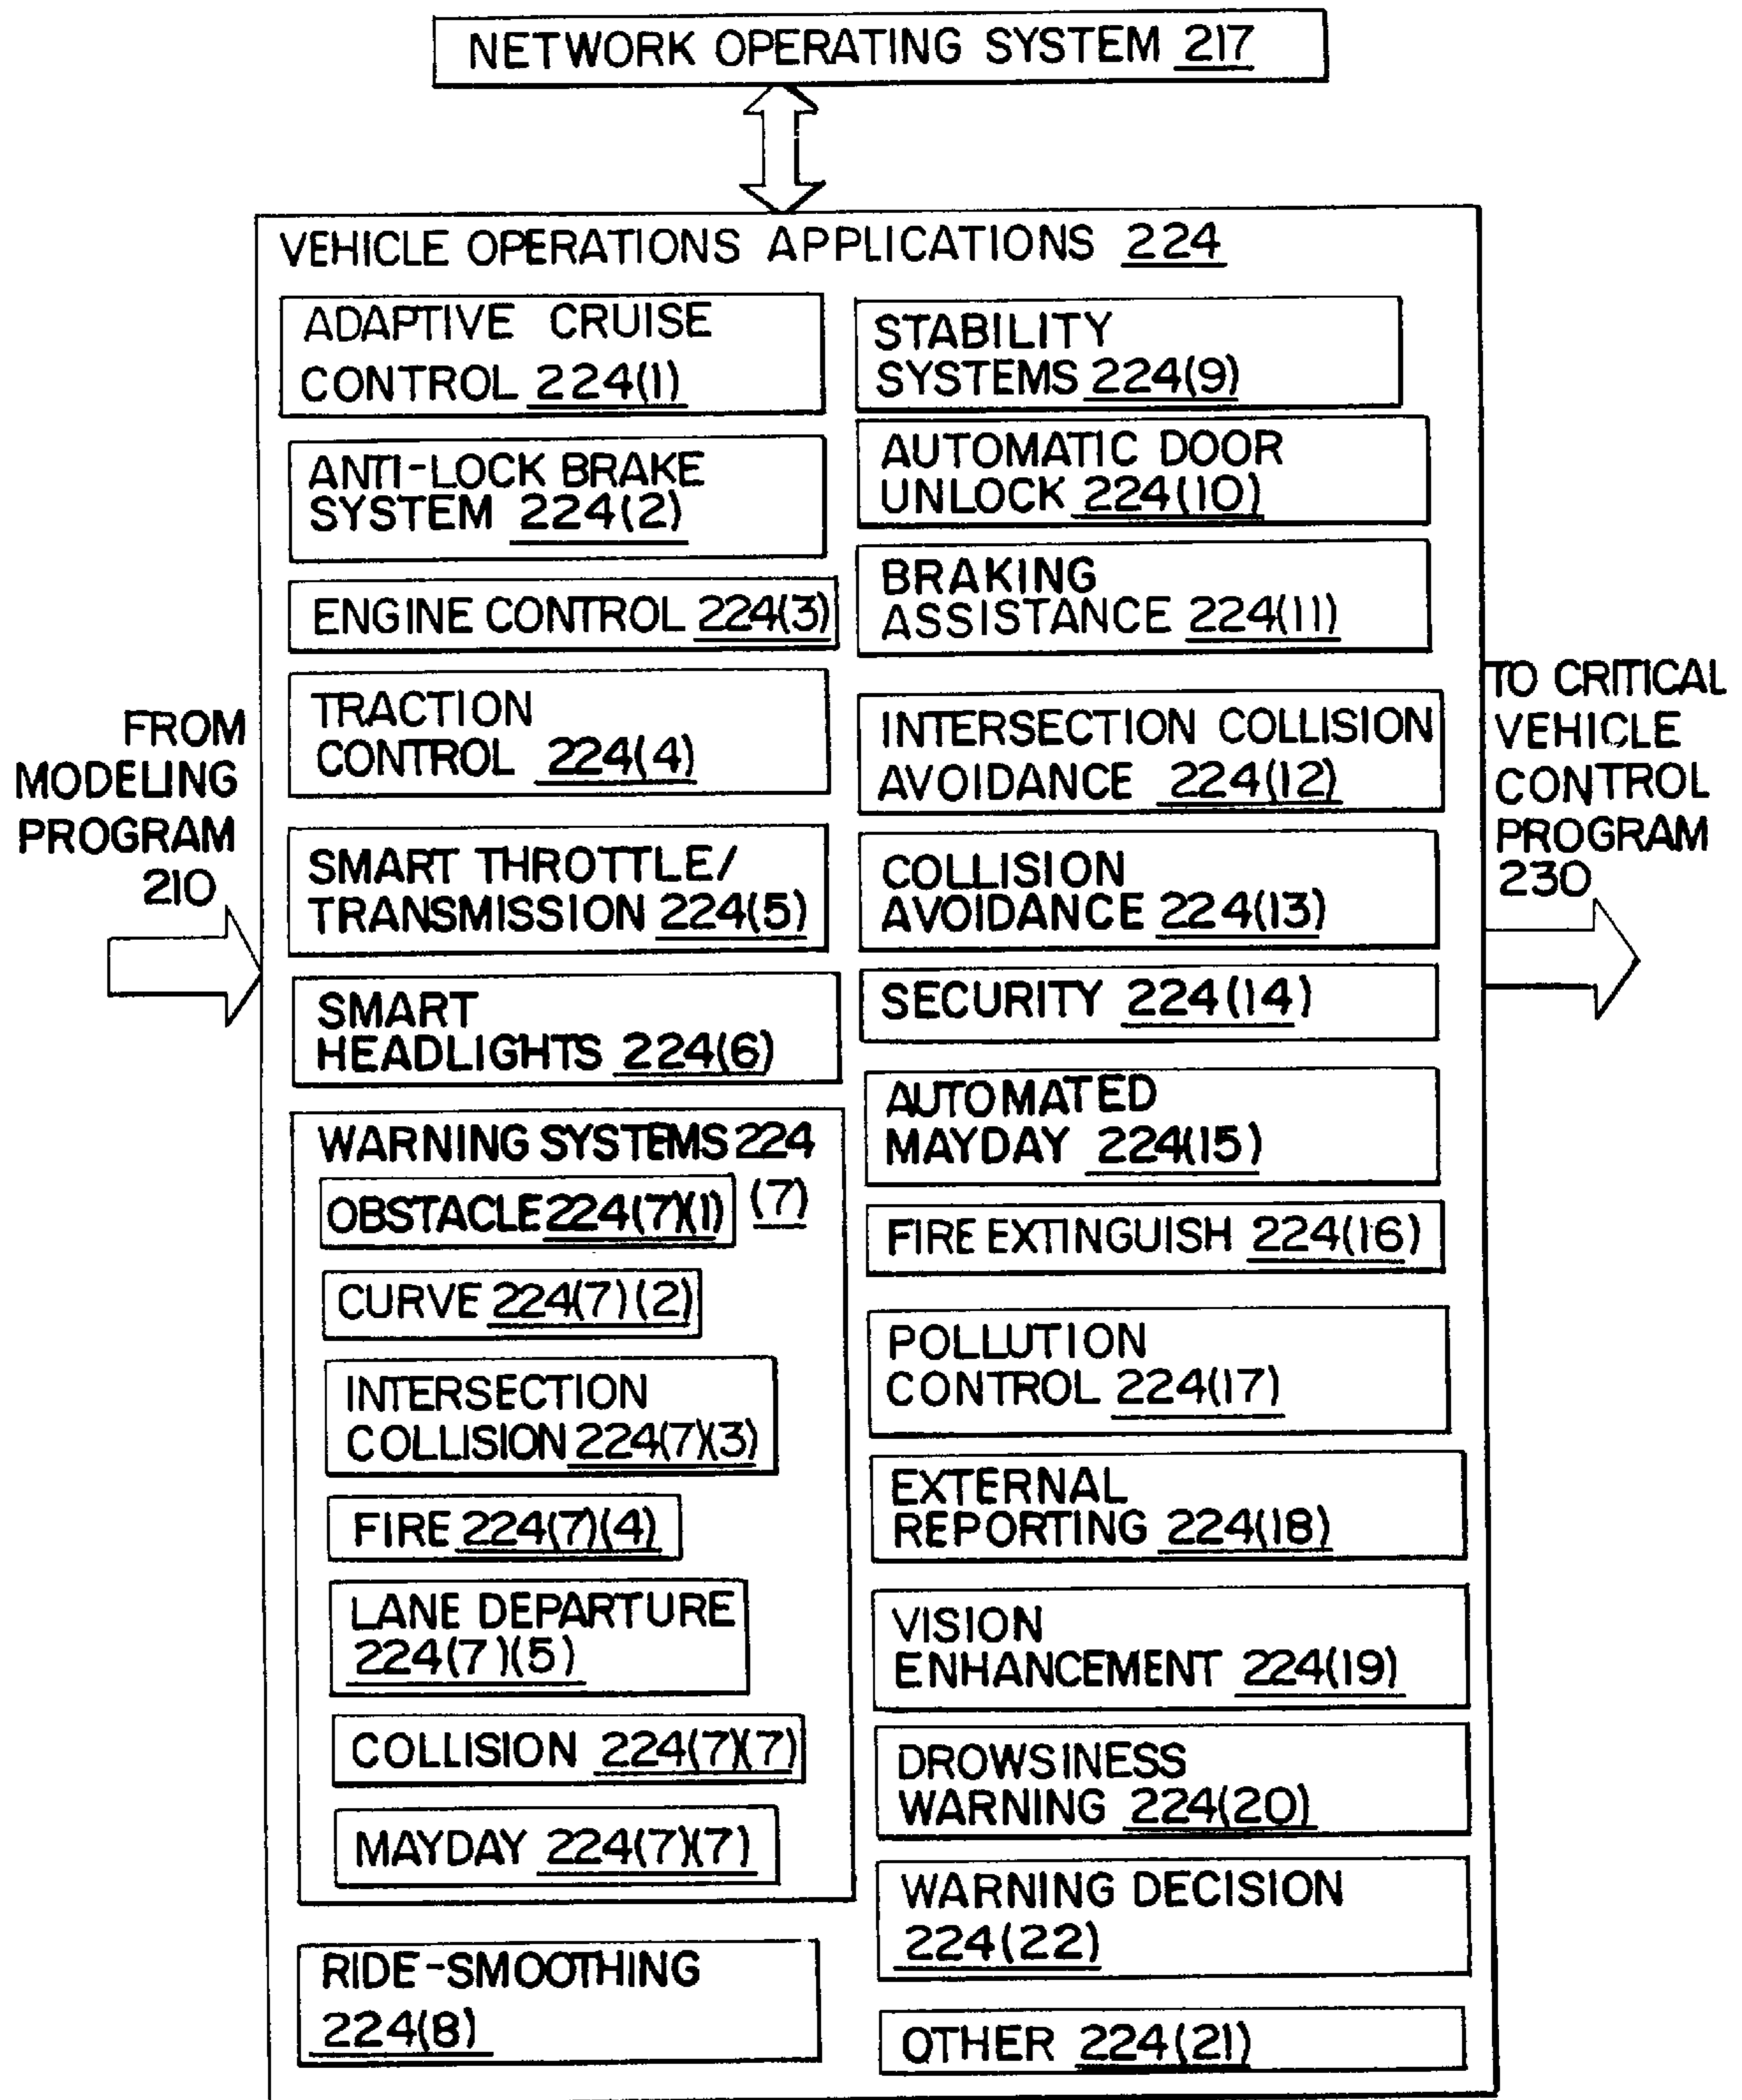 NETWORK OPERATING SYSTEM 217
VEHICLE OPERATIONS APPLICATIONS 224
ADAPTIVE CRUISE
CONTROL 224(1)
ANTI-LOCK BRAKE
SYSTEM 224(2)
ENGINE CONTROL 224(3)
TRACTION
CONTROL 224(4)
SMART THROTTLE/
TRANSMISSION 224(5)
SMART
HEADLIGHTS 224(6)
WARNING SYSTEMS 224
(7)
OBSTACLE 224(7)(1)
CURVE 224(7)(2)
INTERSECTION
COLLISION 224(7)(3)
FIRE 224(7)(4)
LANE DEPARTURE
224(7)(5)
COLLISION 224(7)(7)
MAYDAY 224(7)(7)
RIDE-SMOOTHING
224(8)
STABILITY
SYSTEMS 224(9)
AUTOMATIC DOOR
UNLOCK 224(10)
BRAKING
ASSISTANCE 224(11)
INTERSECTION COLLISION
AVOIDANCE 224(12)
COLLISION
AVOIDANCE 224(13)
SECURITY 224(14)
AUTOMATED
MAYDAY 224(15)
FIRE EXTINGUISH 224(16)
POLLUTION
CONTROL 224(17)
EXTERNAL
REPORTING 224(18)
VISION
ENHANCEMENT 224(19)
DROWSINESS
WARNING 224(20)
WARNING DECISION
224(22)
OTHER 224(21)
FROM
MODELING
PROGRAM
210
TO CRITICAL
VEHICLE
CONTROL
PROGRAM
230